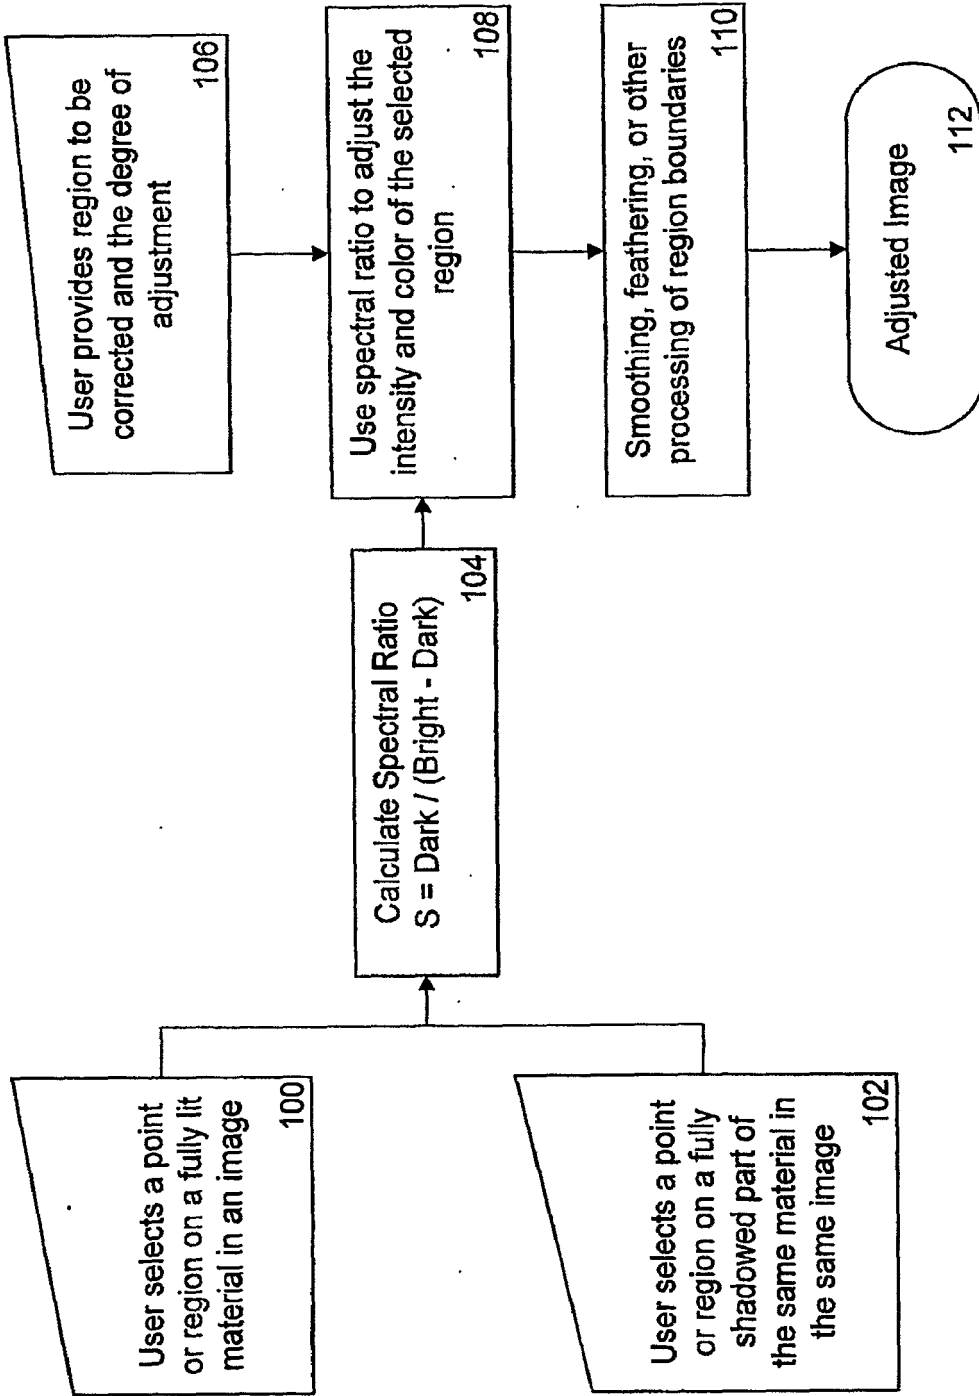 User selects a point
or region on a fully lit
material in an image
100
User selects a point
or region on a fully
shadowed part of
the same material in
the same image
102
Calculate Spectral Ratio
S = Dark / (Bright - Dark)
104
User provides region to be
corrected and the degree of
adjustment
106
Use spectral ratio to adjust the
intensity and color of the selected
region
108
Smoothing, feathering, or other
processing of region boundaries
110
Adjusted Image
112